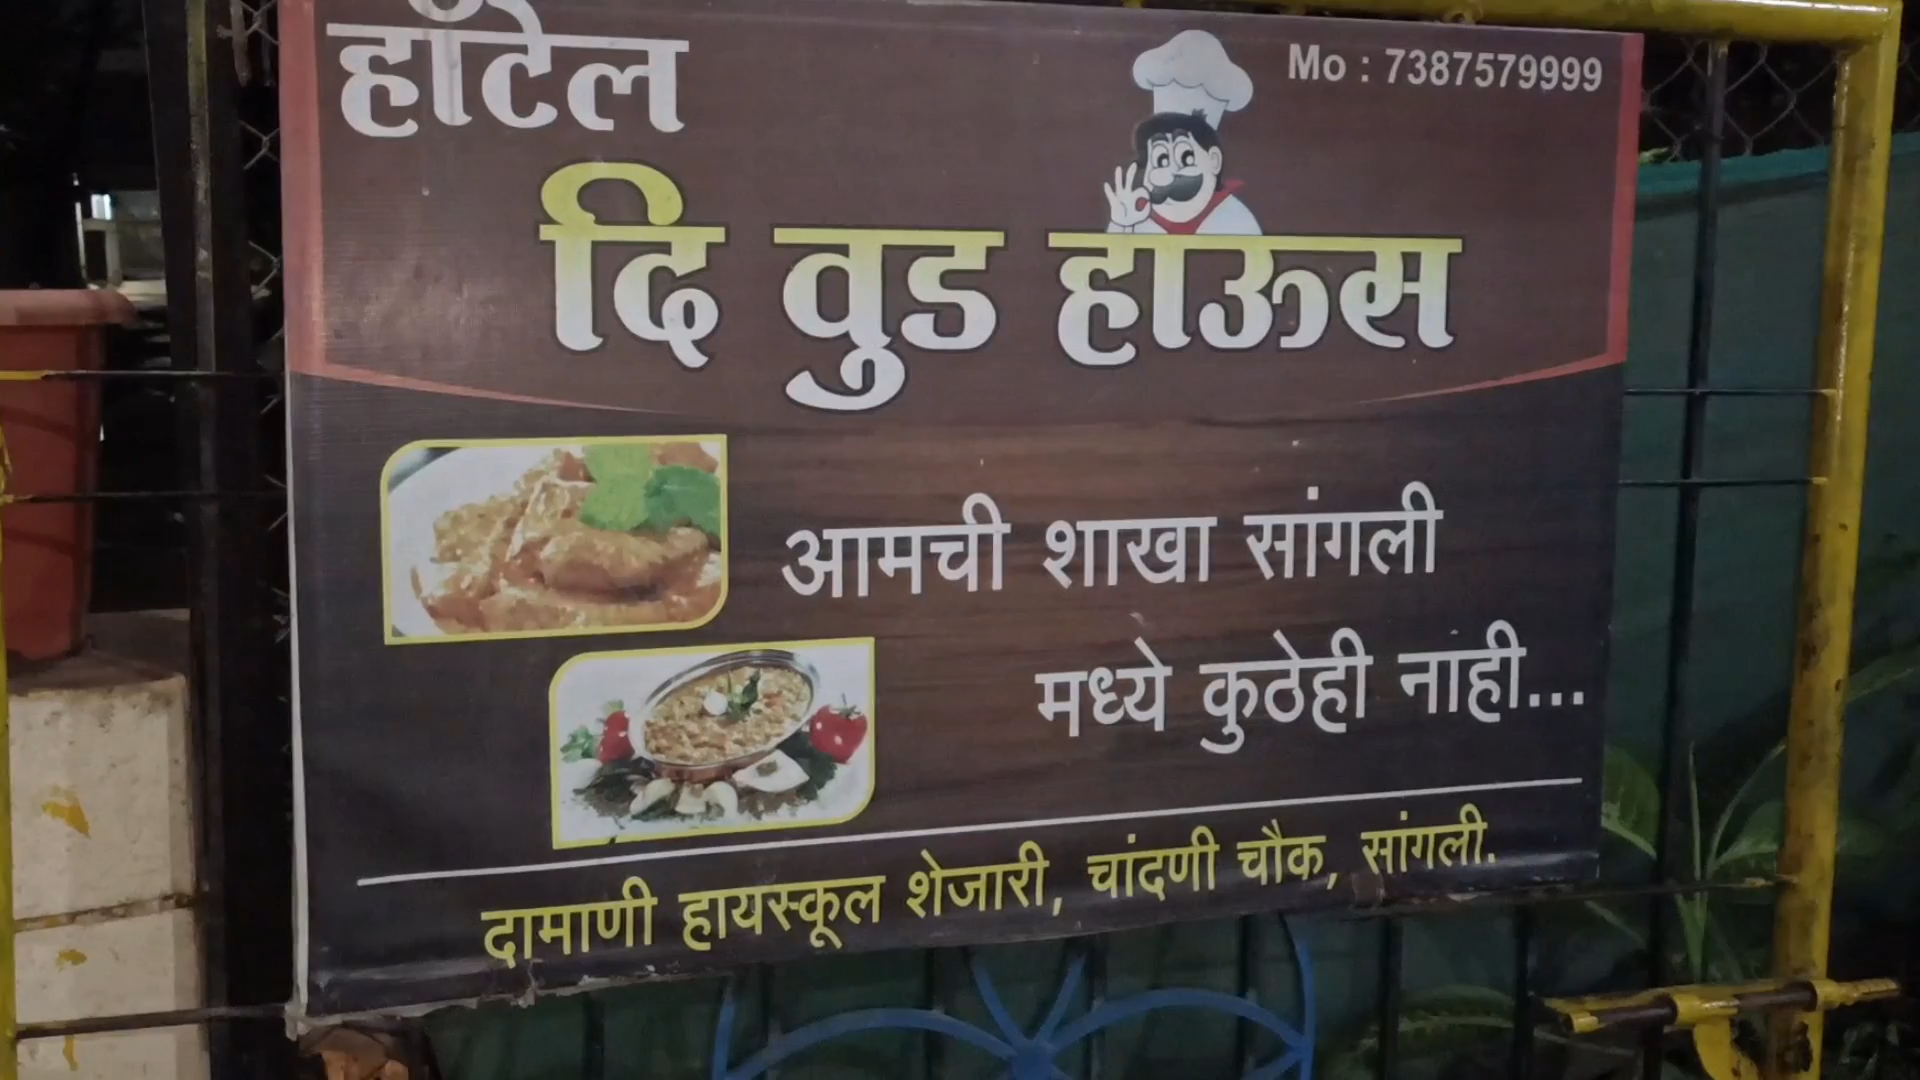 हॉटेल
Mo : 7387579999
दि वुड हाऊस
आमची शाखा सांगली
मध्ये कुठेही नाही...
दामाणी हायस्कूल शेजारी, चांदणी चौक, सांगली.